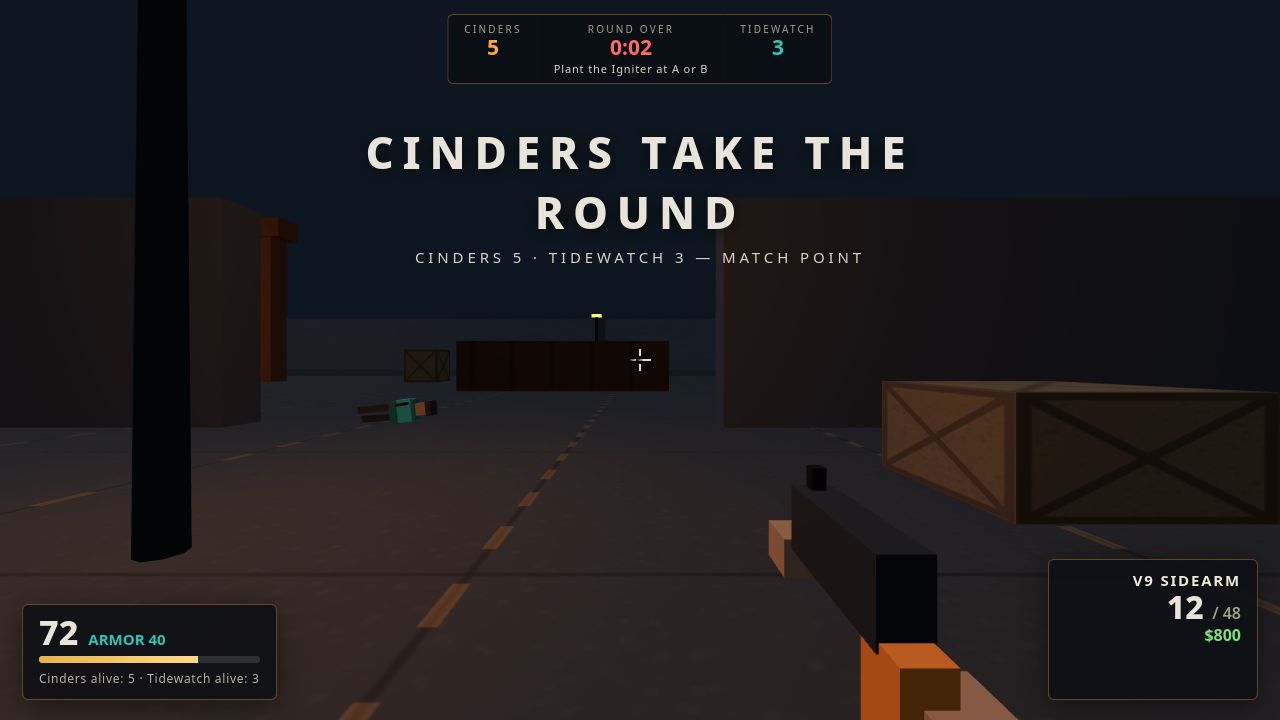 CINDERS
5
ROUND OVER
0:02
Plant the Igniter at A or B
TIDEWATCH
3
CINDERS TAKE THE
ROUND
CINDERS 5 · TIDEWATCH 3 — MATCH POINT
72 ARMOR 40
Cinders alive: 5 · Tidewatch alive: 3
V9 SIDEARM
12 / 48
$800